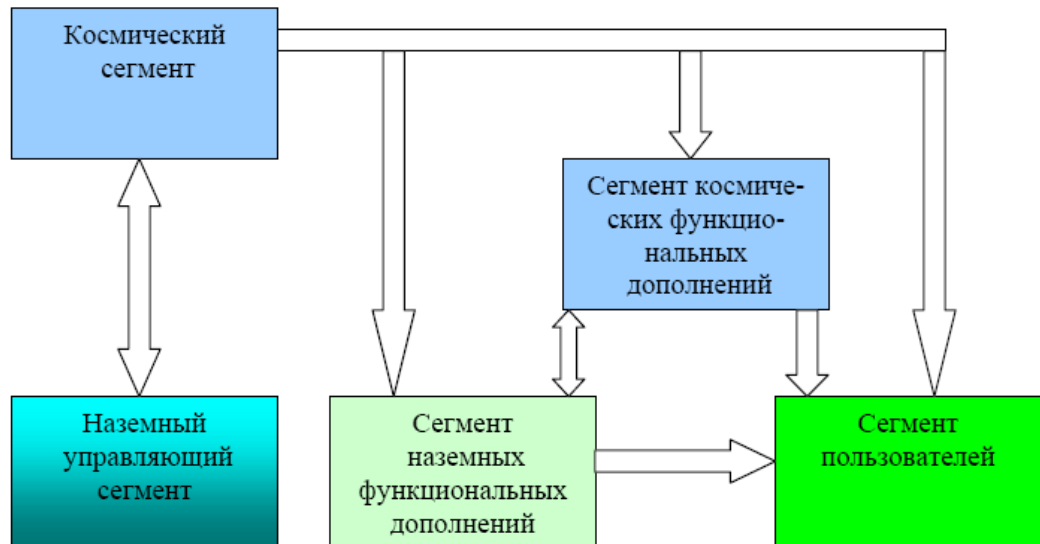 Космический
сегмент
Сегмент космиче-
ских функцио-
нальных
дополнений
Наземный
управляющий
сегмент
Сегмент
наземных
функциональных
дополнений
Сегмент
пользователей